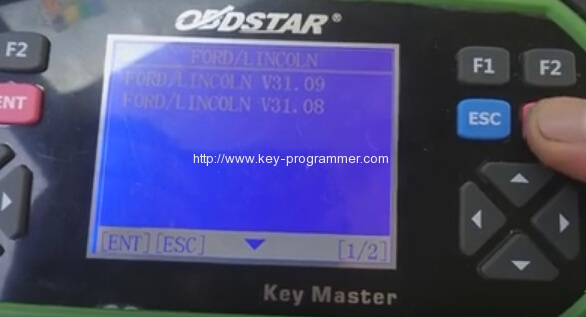 OBDSTAR®
F2
FORD/LINCOLN
F1 F2
FORD/LINCOLN V31.09
FORD/LINCOLN V31.08
ENT
ESC
http://www.key-programmer.com
[ENT][ESC] [1/2]
Key Master